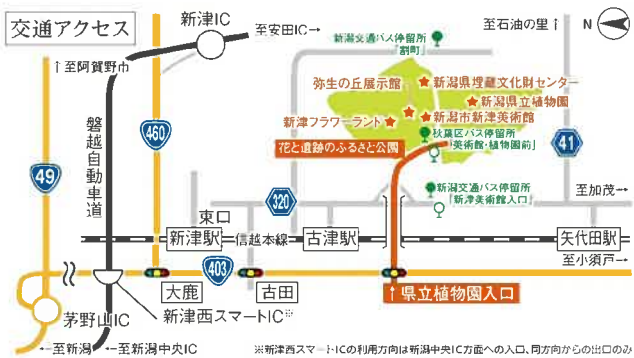 交通アクセス
新津IC
至安田IC→
新潟交通バス停留所
「割町」
至石油の里↑
N
↑至阿賀野市
弥生の丘展示館
新潟県埋蔵文化財センター
新潟県立植物園
新潟市新津美術館
新津フラワーランド
秋葉区バス停留所
「美術館・植物園前」
花と遺跡のふるさと公園
磐越自動車道
460
49
41
320
新潟交通バス停留所
「新津美術館入口」
至加茂→
東口
新津駅
信越本線
古津駅
矢代田駅
至小須戸→
403
大鹿
古田
↑県立植物園入口
茅野山IC
新津西スマートIC※
←至新潟
←至新潟中央IC
※新津西スマートICの利用方向は新潟中央IC方面への入口、同方向からの出口のみ